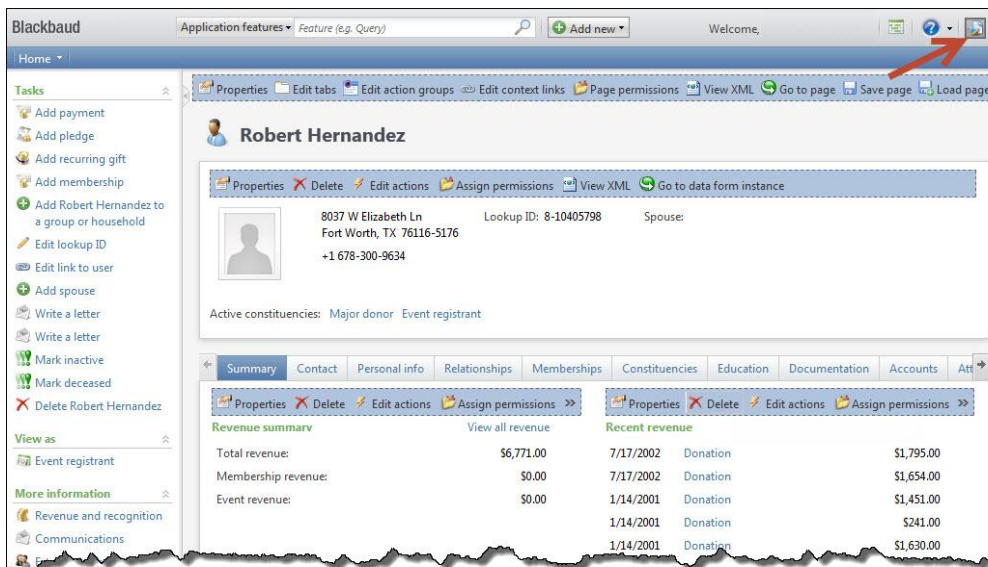 Blackbaud Application features Feature (e.g. Query) Add new Welcome,
Home
Tasks
Add payment
Add pledge
Add recurring gift
Add membership
Add Robert Hernandez to
a group or household
Edit lookup ID
Edit link to user
Add spouse
Write a letter
Write a letter
Mark inactive
Mark deceased
Delete Robert Hernandez
View as
Event registrant
More information
Revenue and recognition
Communications
Properties Edit tabs Edit action groups Edit context links Page permissions View XML Go to page Save page Load page
Robert Hernandez
Properties Delete Edit actions Assign permissions View XML Go to data form instance
8037 W Elizabeth Ln Lookup ID: 8-10405798 Spouse:
Fort Worth, TX 76116-5176
+1 678-300-9634
Active constituencies: Major donor Event registrant
Summary Contact Personal info Relationships Memberships Constituencies Education Documentation Accounts Att
Properties Delete Edit actions Assign permissions »
Revenue summary View all revenue
Total revenue: $6,771.00
Membership revenue: $0.00
Event revenue: $0.00
Properties Delete Edit actions Assign permissions »
Recent revenue
7/17/2002 Donation $1,795.00
7/17/2002 Donation $1,654.00
1/14/2001 Donation $1,451.00
1/14/2001 Donation $241.00
1/14/2001 Donation $1,630.00